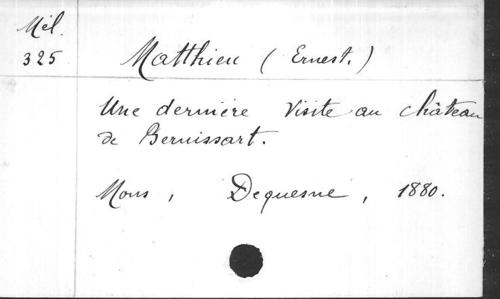 Mél.
325
Matthieu (Ernest.)
Une dernière Visite au château
de Bernissart.
Mons, Dequesne, 1880.